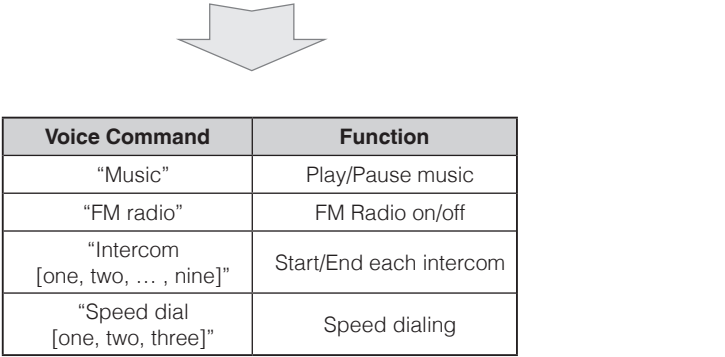 Voice Command Function
“Music” Play/Pause music
“FM radio” FM Radio on/off
“Intercom
[one, two, … , nine]” Start/End each intercom
“Speed dial
[one, two, three]” Speed dialing